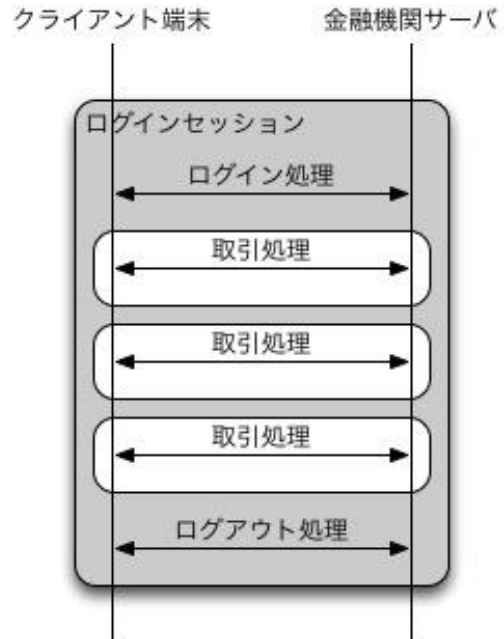 クライアント端末
金融機関サーバ
ログインセッション
ログイン処理
取引処理
取引処理
取引処理
ログアウト処理